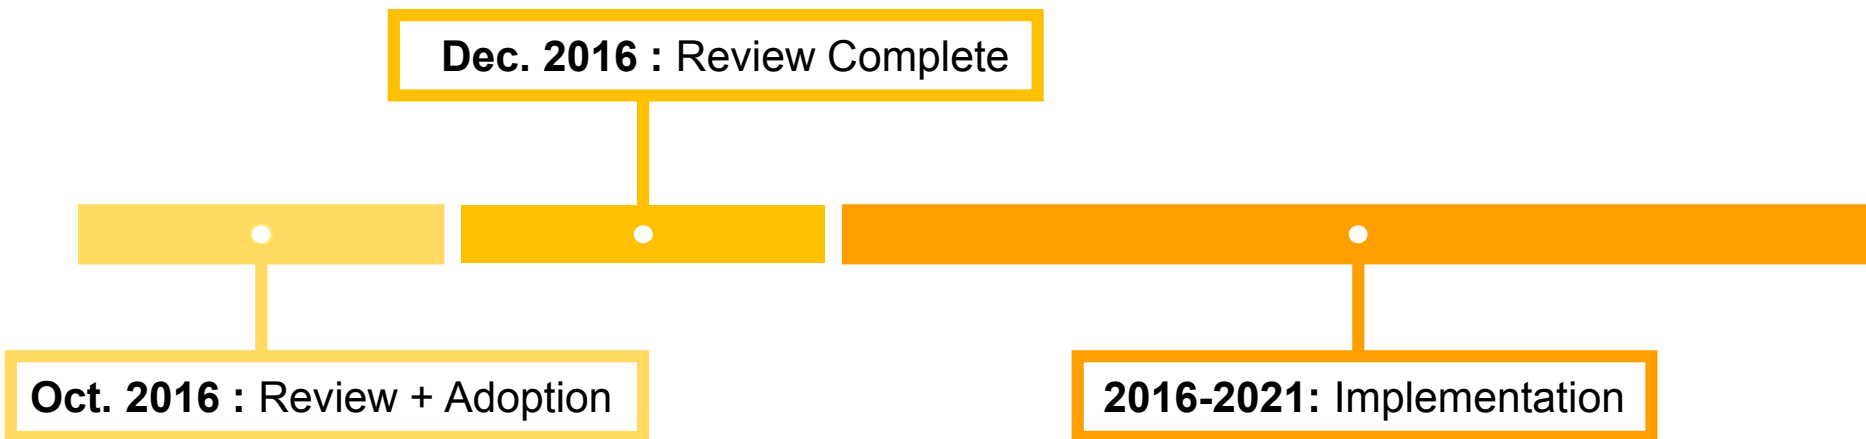 Dec. 2016 : Review Complete
Oct. 2016 : Review + Adoption
2016-2021: Implementation